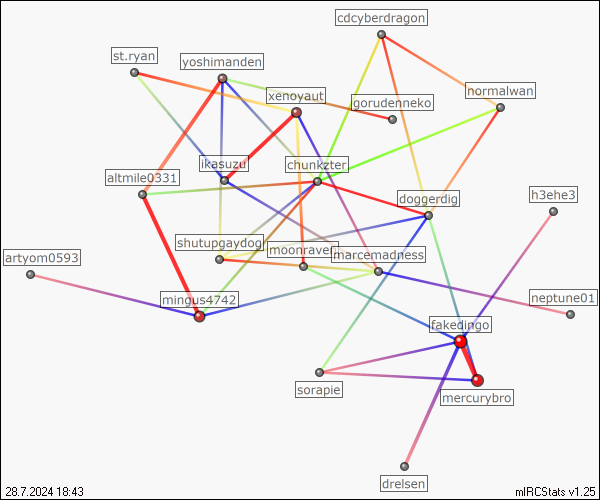 cdcyberdragon
st.ryan
yoshimanden
normalwan
xenoyaut
gorudenneko
ikasuzu
chunkzter
altmile0331
doggerdig
h3ehe3
shutupgaydog
moonraven
marcemadness
artyom0593
mingus4742
neptune01
fakedingo
sorapie
mercurybro
drelsen
28.7.2024 18:43
mIRCStats v1.25